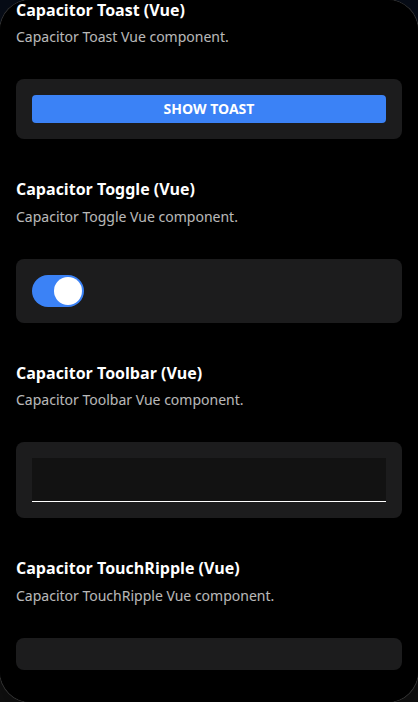 Capacitor Toast (Vue)
Capacitor Toast Vue component.
SHOW TOAST
Capacitor Toggle (Vue)
Capacitor Toggle Vue component.
Capacitor Toolbar (Vue)
Capacitor Toolbar Vue component.
Capacitor TouchRipple (Vue)
Capacitor TouchRipple Vue component.